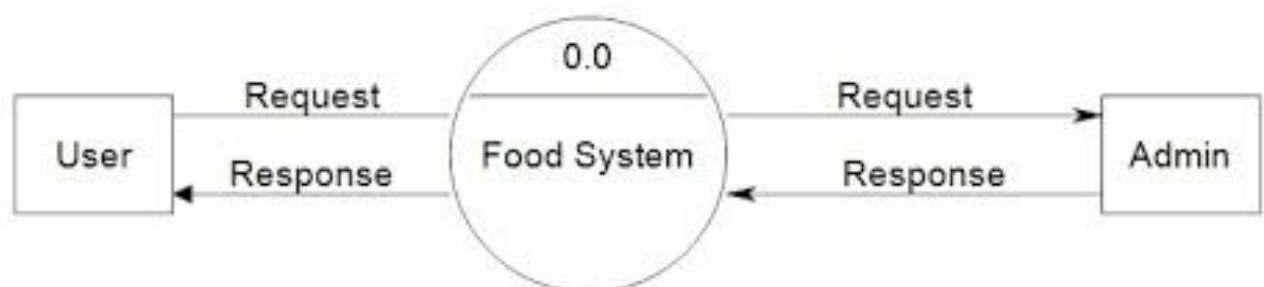 0.0
Request
Request
User
Food System
Admin
Response
Response